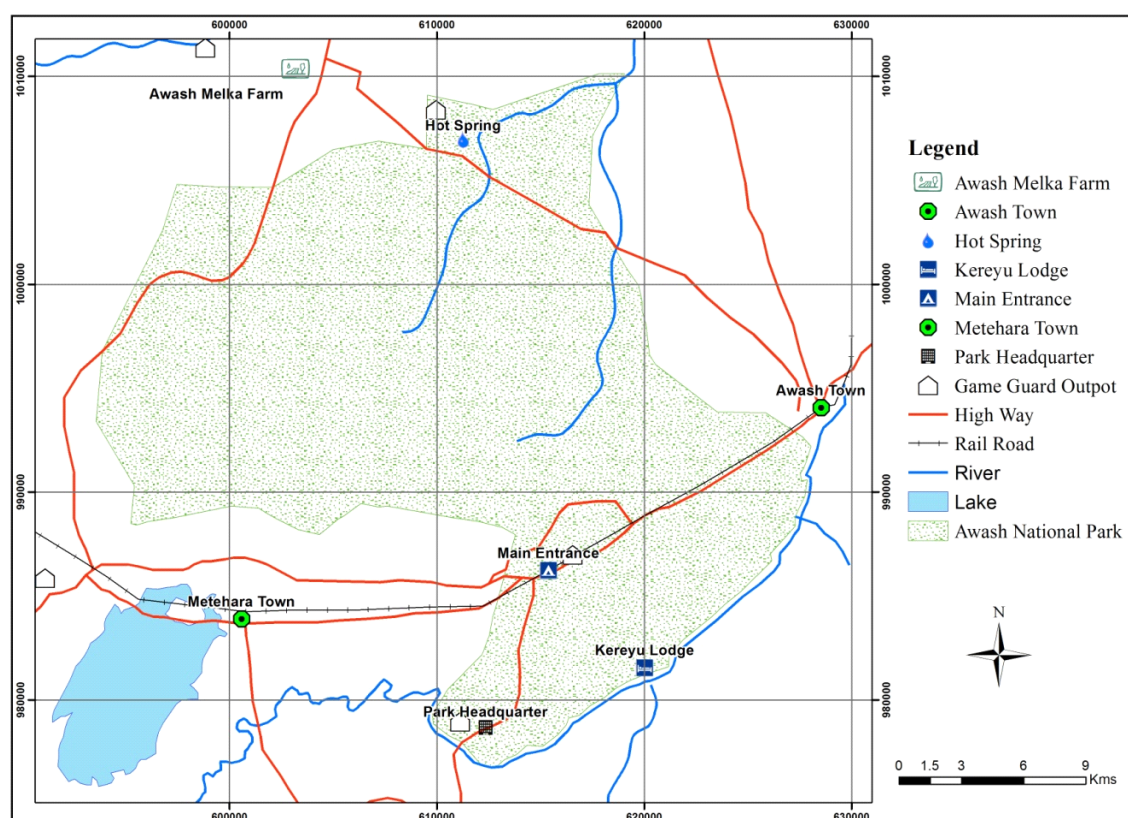 600000
610000
620000
630000
1010000
1010000
Awash Melka Farm
Hot Spring
1000000
1000000
Awash Town
990000
990000
Main Entrance
Metehara Town
Kereyu Lodge
980000
980000
Park Headquarter
600000
610000
620000
630000
Legend
Awash Melka Farm
Awash Town
Hot Spring
Kereyu Lodge
Main Entrance
Metehara Town
Park Headquarter
Game Guard Outpot
High Way
Rail Road
River
Lake
Awash National Park
N
0 1.5 3 6 9
Kms